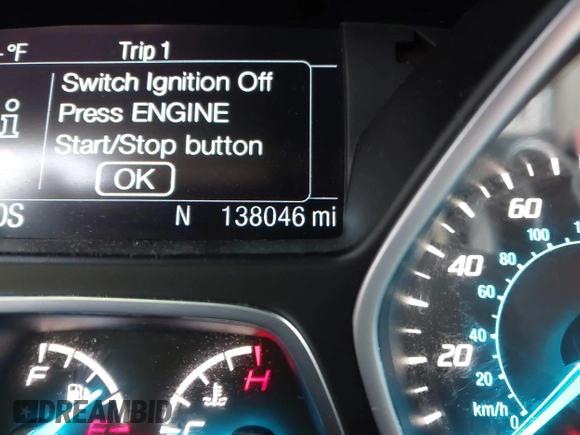 °F
Trip 1
Switch Ignition Off
Press ENGINE
Start/Stop button
OK
N 138046 mi
60
100
80
40
60
40
20
20
km/h
0
F
H
C
DREAMBID